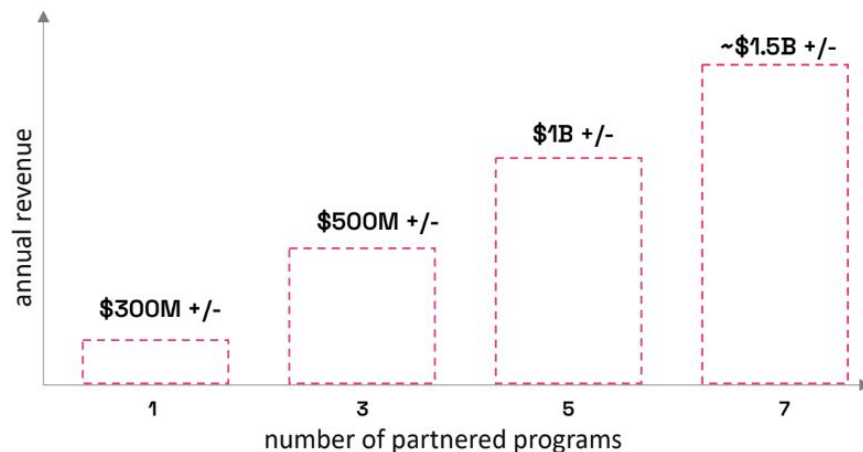 ~$1.5B +/-
$1B +/-
$500M +/-
$300M +/-
annual revenue
1 3 5 7
number of partnered programs